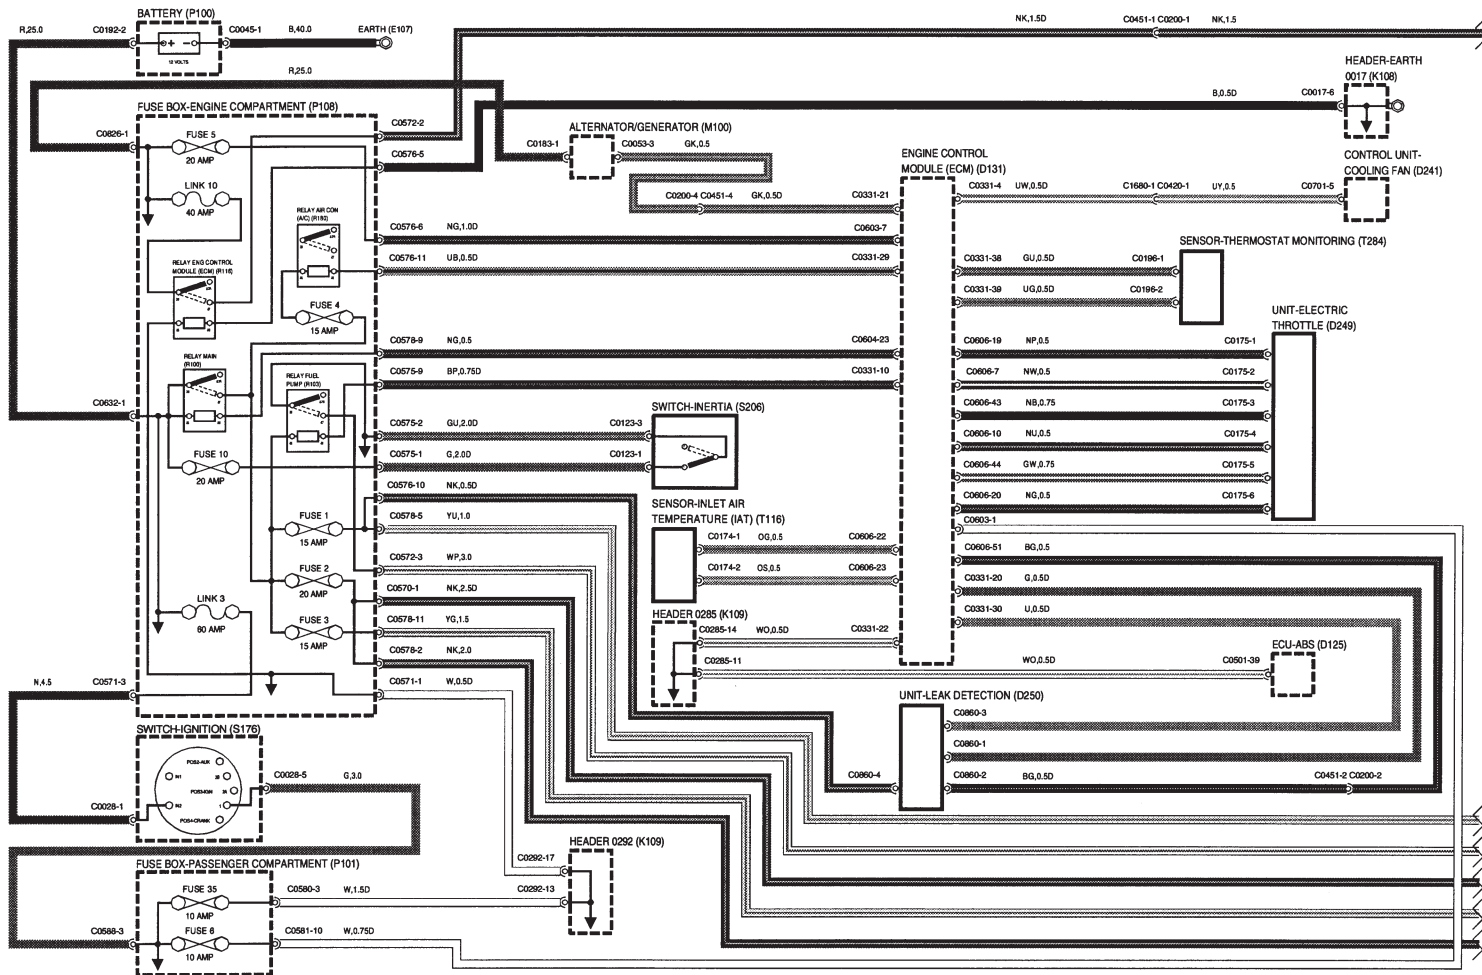 BATTERY (P100)
R,25.0
C0192-2
C0045-1
B,40.0
EARTH (E107)
+ -
12 VOLTS
R,25.0
NK,1.5D
C0451-1 C0200-1
NK,1.5
HEADER-EARTH
0017 (K108)
B,0.5D
C0017-6
FUSE BOX-ENGINE COMPARTMENT (P108)
C0826-1
FUSE 5
20 AMP
LINK 10
40 AMP
RELAY AIR CON
(A/C) (R180)
RELAY ENG CONTROL
MODULE (ECM) (R116)
FUSE 4
15 AMP
RELAY MAIN
(R100)
RELAY FUEL
PUMP (R103)
C0632-1
FUSE 10
20 AMP
FUSE 1
15 AMP
FUSE 2
20 AMP
LINK 3
60 AMP
FUSE 3
15 AMP
N,4.5
C0571-3
C0572-2
C0576-5
C0576-6
NG,1.0D
C0603-7
C0576-11
UB,0.5D
C0331-29
C0578-9
NG,0.5
C0604-23
C0575-9
BP,0.75D
C0331-10
C0575-2
GU,2.0D
C0123-3
C0575-1
G,2.0D
C0123-1
C0576-10
NK,0.5D
C0578-5
YU,1.0
C0572-3
WP,3.0
C0570-1
NK,2.5D
C0578-11
YG,1.5
C0578-2
NK,2.0
C0571-1
W,0.5D
ALTERNATOR/GENERATOR (M100)
C0183-1
C0053-3
GK,0.5
C0200-4 C0451-4
GK,0.5D
C0331-21
ENGINE CONTROL
MODULE (ECM) (D131)
C0331-4
UW,0.5D
C1680-1 C0420-1
UY,0.5
C0701-5
CONTROL UNIT-
COOLING FAN (D241)
SENSOR-THERMOSTAT MONITORING (T284)
C0331-38
GU,0.5D
C0196-1
C0331-39
UG,0.5D
C0196-2
UNIT-ELECTRIC
THROTTLE (D249)
C0606-19
NP,0.5
C0175-1
C0606-7
NW,0.5
C0175-2
C0606-43
NB,0.75
C0175-3
C0606-10
NU,0.5
C0175-4
C0606-44
GW,0.75
C0175-5
C0606-20
NG,0.5
C0175-6
C0603-1
C0606-51
BG,0.5
C0331-20
G,0.5D
C0331-30
U,0.5D
SWITCH-INERTIA (S206)
SENSOR-INLET AIR
TEMPERATURE (IAT) (T116)
C0174-1
OG,0.5
C0606-22
C0174-2
OS,0.5
C0606-23
HEADER 0285 (K109)
C0285-14
WO,0.5D
C0331-22
C0285-11
WO,0.5D
C0501-39
ECU-ABS (D125)
UNIT-LEAK DETECTION (D250)
C0860-3
C0860-1
C0860-4
C0860-2
BG,0.5D
C0451-2 C0200-2
SWITCH-IGNITION (S176)
POS2-AUX
IN1
2B
POS3-IGN
2A
IN2
1
POS4-CRANK
C0028-5
G,3.0
C0028-1
FUSE BOX-PASSENGER COMPARTMENT (P101)
FUSE 35
10 AMP
C0580-3
W,1.5D
C0588-3
FUSE 6
10 AMP
C0581-10
W,0.75D
HEADER 0292 (K109)
C0292-17
C0292-13